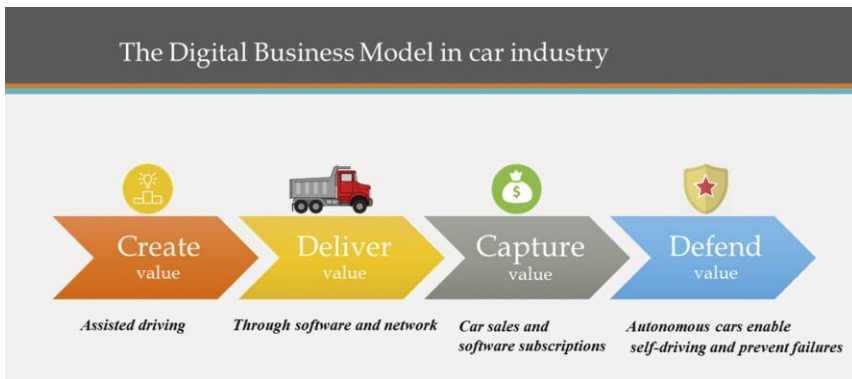 The Digital Business Model in car industry
$
Create
value
Deliver
value
Capture
value
Defend
value
Assisted driving
Through software and network
Car sales and
software subscriptions
Autonomous cars enable
self-driving and prevent failures